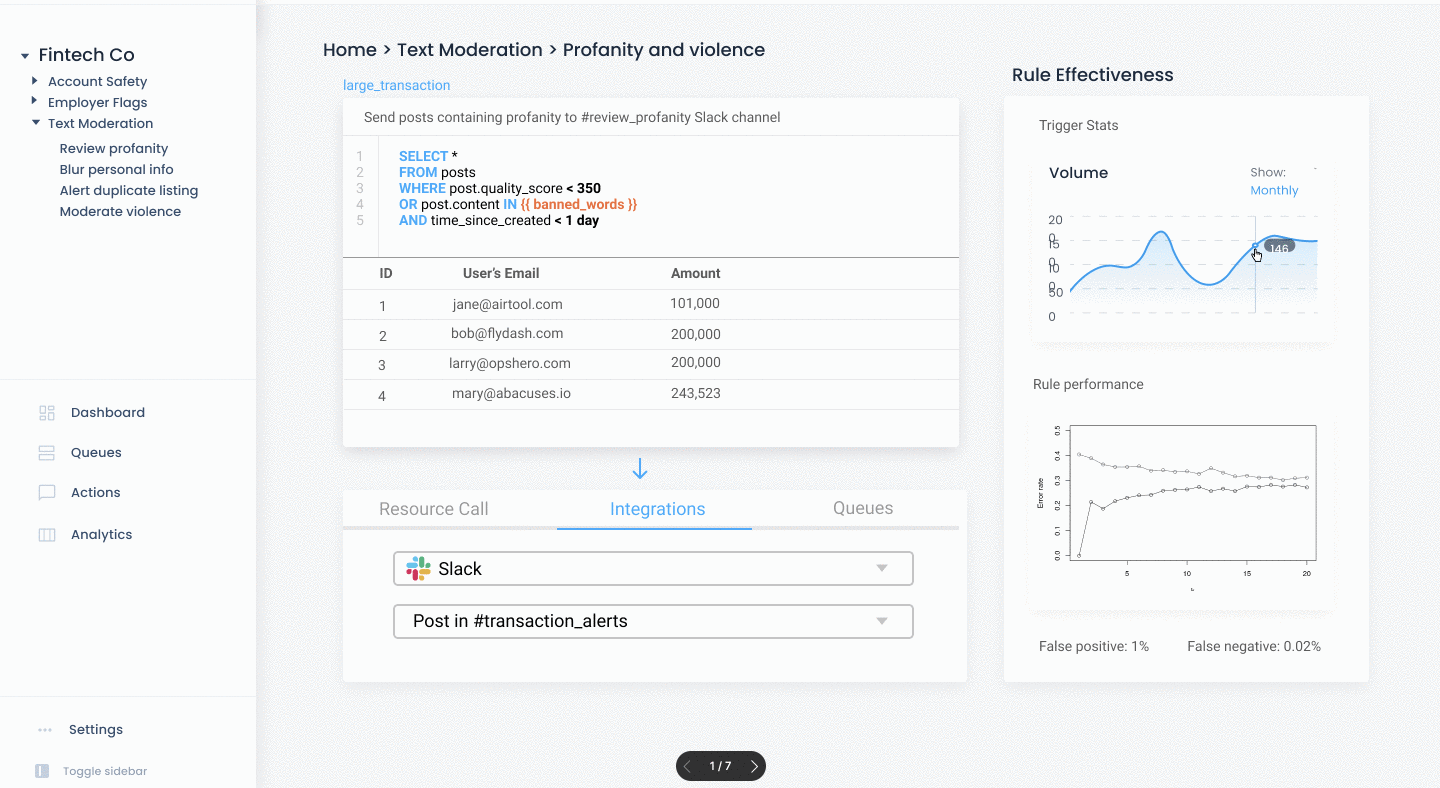 Fintech Co
Account Safety
Employer Flags
Text Moderation
Review profanity
Blur personal info
Alert duplicate listing
Moderate violence
Dashboard
Queues
Actions
Analytics
Settings
Toggle sidebar
Home > Text Moderation > Profanity and violence
large_transaction
Send posts containing profanity to #review_profanity Slack channel
1 SELECT *
2 FROM posts
3 WHERE post.quality_score < 350
4 OR post.content IN {{ banned_words }}
5 AND time_since_created < 1 day
ID User's Email Amount
1 jane@airtool.com 101,000
2 bob@flydash.com 200,000
3 larry@opshero.com 200,000
4 mary@abacuses.io 243,523
Resource Call Integrations Queues
Slack
Post in #transaction_alerts
1 / 7
Rule Effectiveness
Trigger Stats
Volume
Show:
Monthly
20
0
15
0
10
0
50
0
146
Rule performance
Error rate
0.5
0.4
0.3
0.2
0.1
0.0
5 10 15 20
False positive: 1% False negative: 0.02%